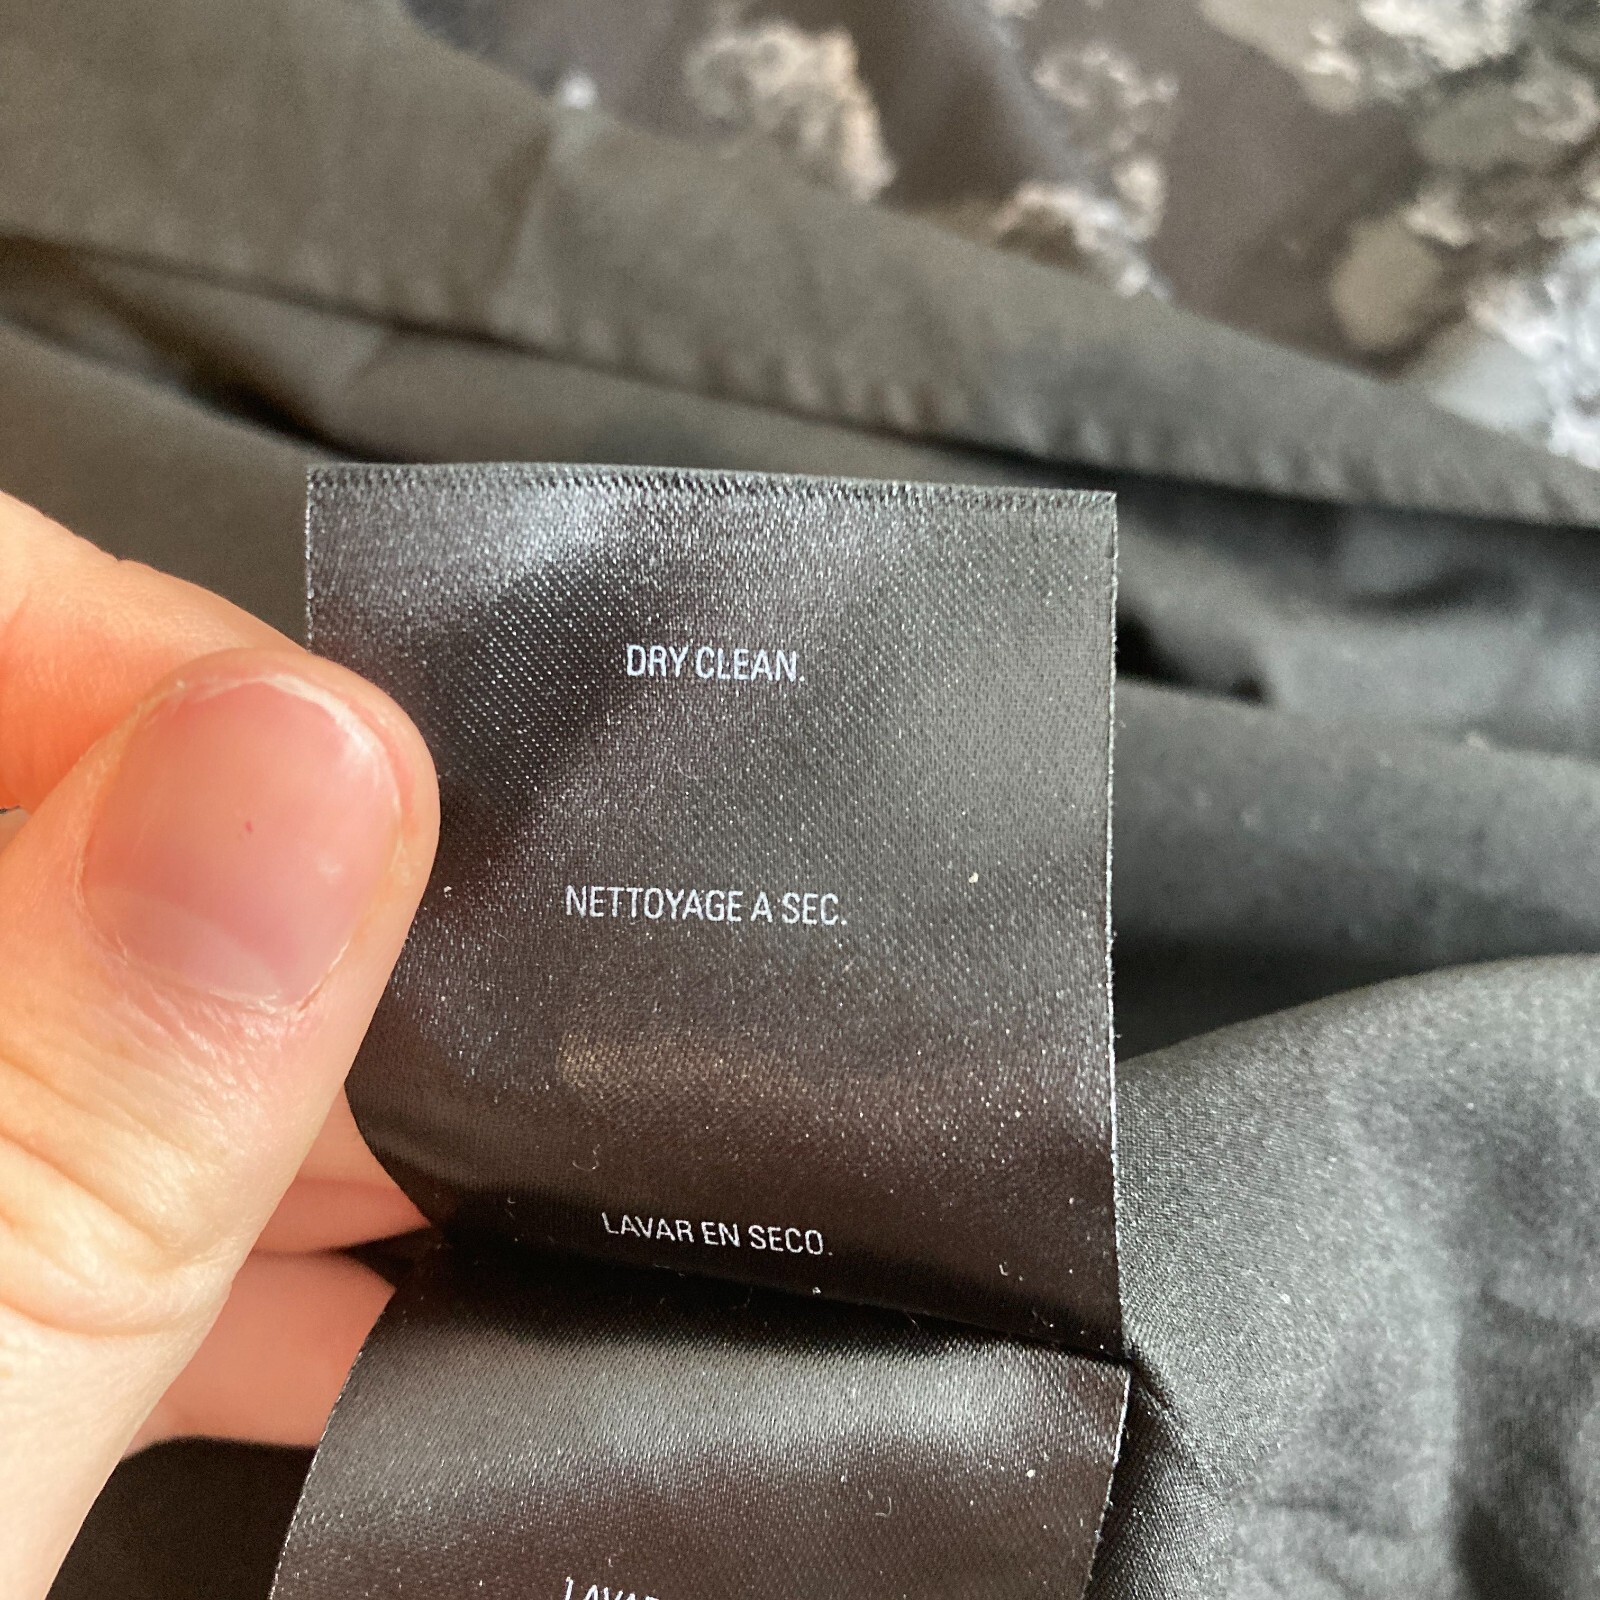 DRY CLEAN.
NETTOYAGE A SEC.
LAVAR EN SECO.